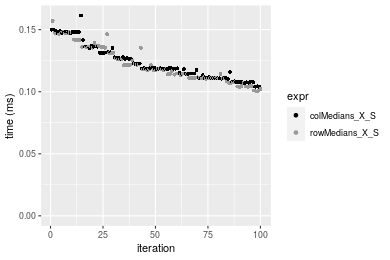 0.15
0.10
0.05
0.00
time (ms)
0
25
50
75
100
iteration
expr
colMedians_X_S
rowMedians_X_S